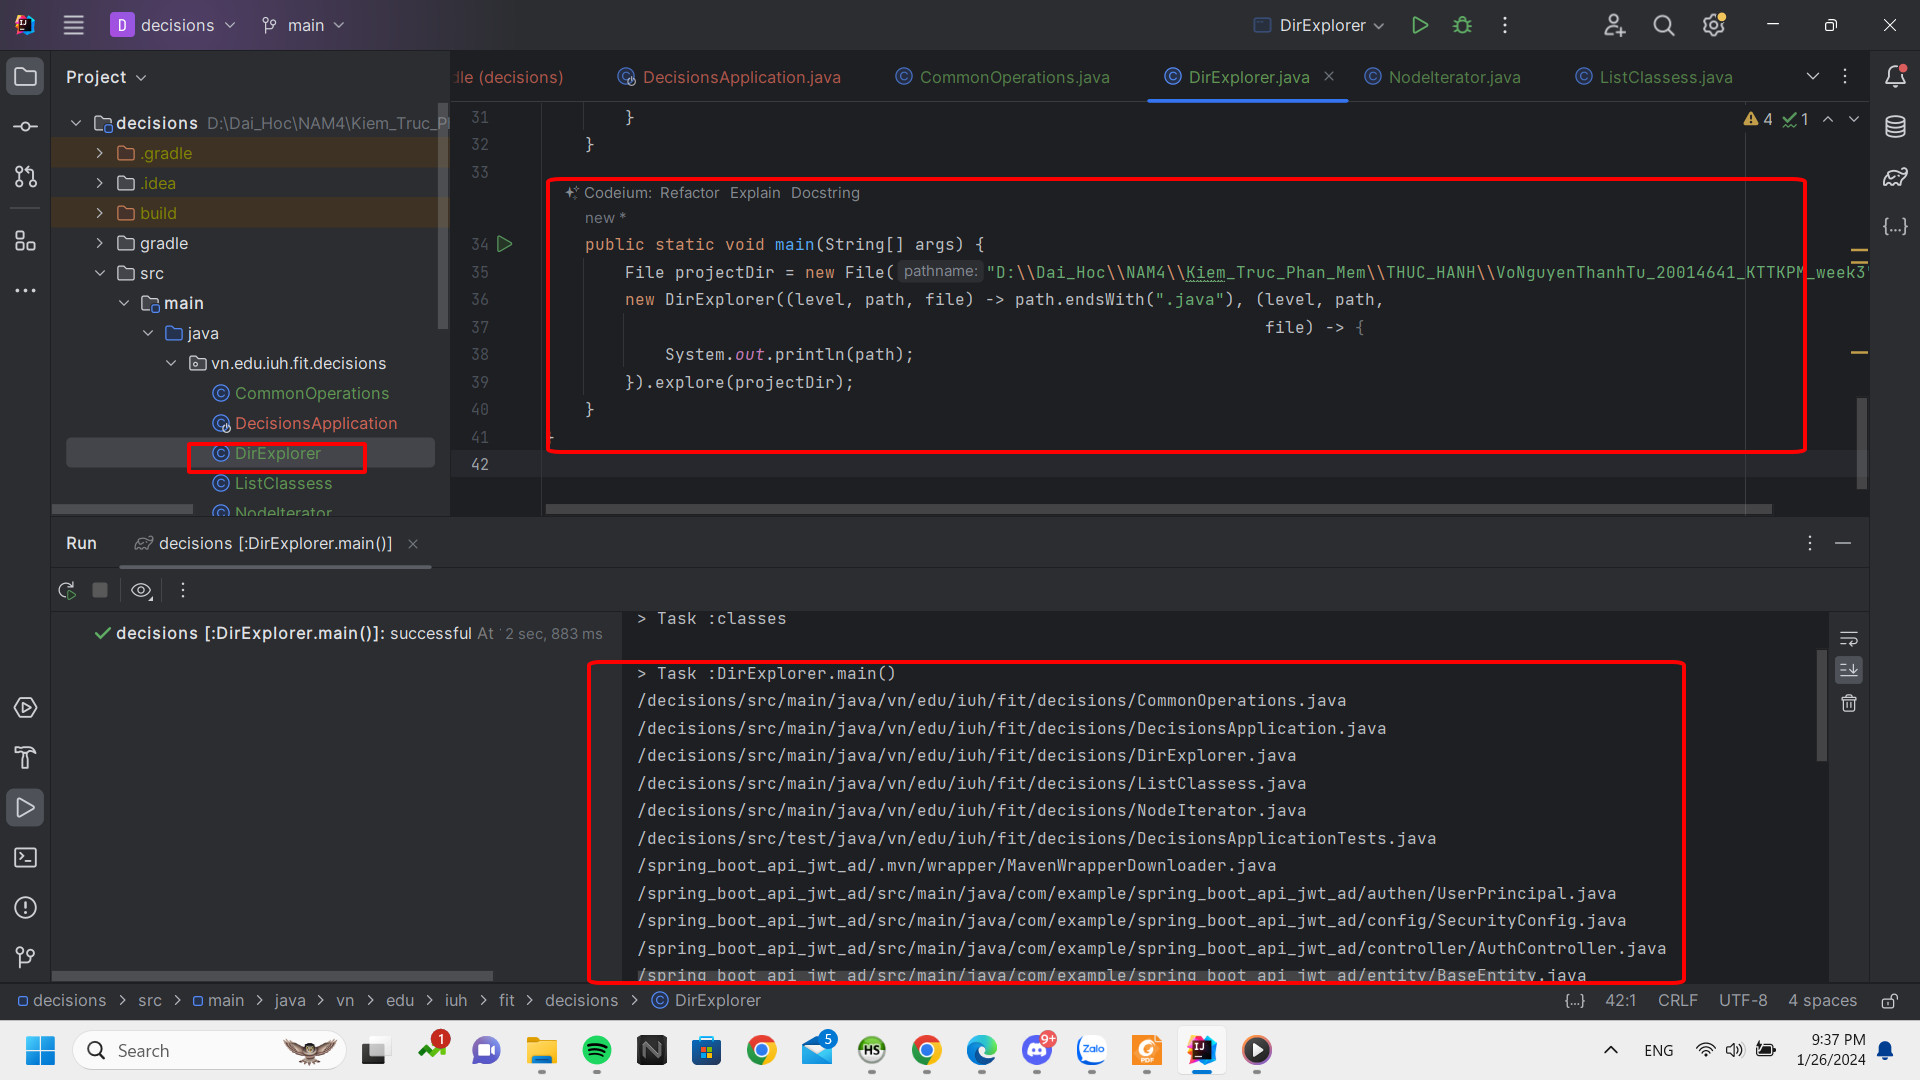 D decisions main DirExplorer
Project
dle (decisions) DecisionsApplication.java CommonOperations.java DirExplorer.java NodeIterator.java ListClassess.java
decisions D:\Dai_Hoc\NAM4\Kiem_Truc_P
.gradle
.idea
build
gradle
src
main
java
vn.edu.iuh.fit.decisions
CommonOperations
DecisionsApplication
DirExplorer
ListClassess
NodeIterator
4 1
31 }
32 }
33
Codeium: Refactor Explain Docstring
new *
34 public static void main(String[] args) {
35 File projectDir = new File( pathname: "D:\\Dai_Hoc\\NAM4\\Kiem_Truc_Phan_Mem\\THUC_HANH\\VoNguyenThanhTu_20014641_KTTKPM_week3"
36 new DirExplorer((level, path, file) -> path.endsWith(".java"), (level, path,
37 file) -> {
38 System.out.println(path);
39 }).explore(projectDir);
40 }
41
42
Run decisions [:DirExplorer.main()]
decisions [:DirExplorer.main()]: successful At 2 sec, 883 ms
> Task :classes
> Task :DirExplorer.main()
/decisions/src/main/java/vn/edu/iuh/fit/decisions/CommonOperations.java
/decisions/src/main/java/vn/edu/iuh/fit/decisions/DecisionsApplication.java
/decisions/src/main/java/vn/edu/iuh/fit/decisions/DirExplorer.java
/decisions/src/main/java/vn/edu/iuh/fit/decisions/ListClassess.java
/decisions/src/main/java/vn/edu/iuh/fit/decisions/NodeIterator.java
/decisions/src/test/java/vn/edu/iuh/fit/decisions/DecisionsApplicationTests.java
/spring_boot_api_jwt_ad/.mvn/wrapper/MavenWrapperDownloader.java
/spring_boot_api_jwt_ad/src/main/java/com/example/spring_boot_api_jwt_ad/authen/UserPrincipal.java
/spring_boot_api_jwt_ad/src/main/java/com/example/spring_boot_api_jwt_ad/config/SecurityConfig.java
/spring_boot_api_jwt_ad/src/main/java/com/example/spring_boot_api_jwt_ad/controller/AuthController.java
/spring_boot_api_jwt_ad/src/main/java/com/example/spring_boot_api_jwt_ad/entity/BaseEntity.java
decisions > src > main > java > vn > edu > iuh > fit > decisions > DirExplorer {...} 42:1 CRLF UTF-8 4 spaces
Search 1 5 HS 9+ Zalo PDF IJ ENG 9:37 PM
1/26/2024